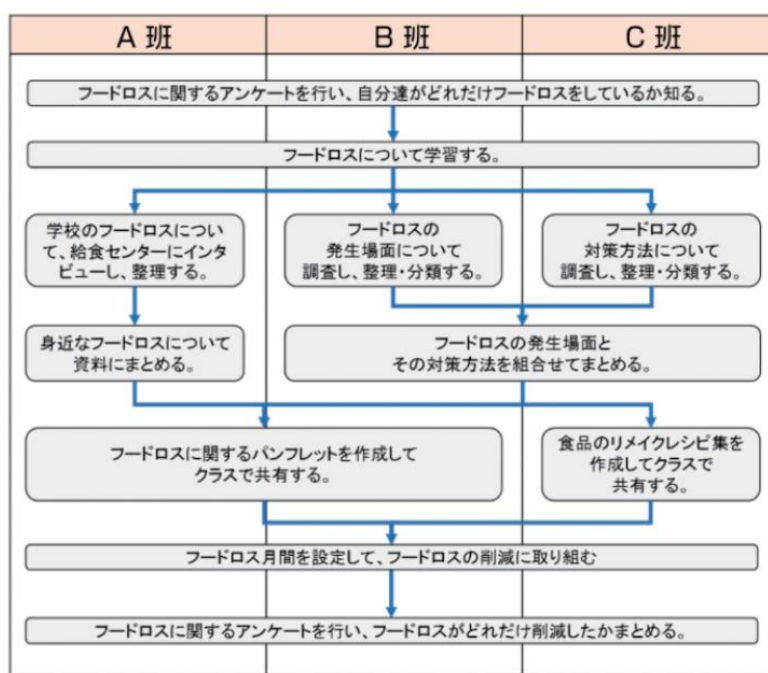 A 班
B 班
C 班
フードロスに関するアンケートを行い、自分達がどれだけフードロスをしているか知る。
フードロスについて学習する。
学校のフードロスについ
て、給食センターにインタ
ビューし、整理する。
フードロスの
発生場面について
調査し、整理・分類する。
フードロスの
対策方法について
調査し、整理・分類する。
身近なフードロスについて
資料にまとめる。
フードロスの発生場面と
その対策方法を組合せてまとめる。
フードロスに関するパンフレットを作成して
クラスで共有する。
食品のリメイクレシピ集を
作成してクラスで
共有する。
フードロス月間を設定して、フードロスの削減に取り組む
フードロスに関するアンケートを行い、フードロスがどれだけ削減したかまとめる。